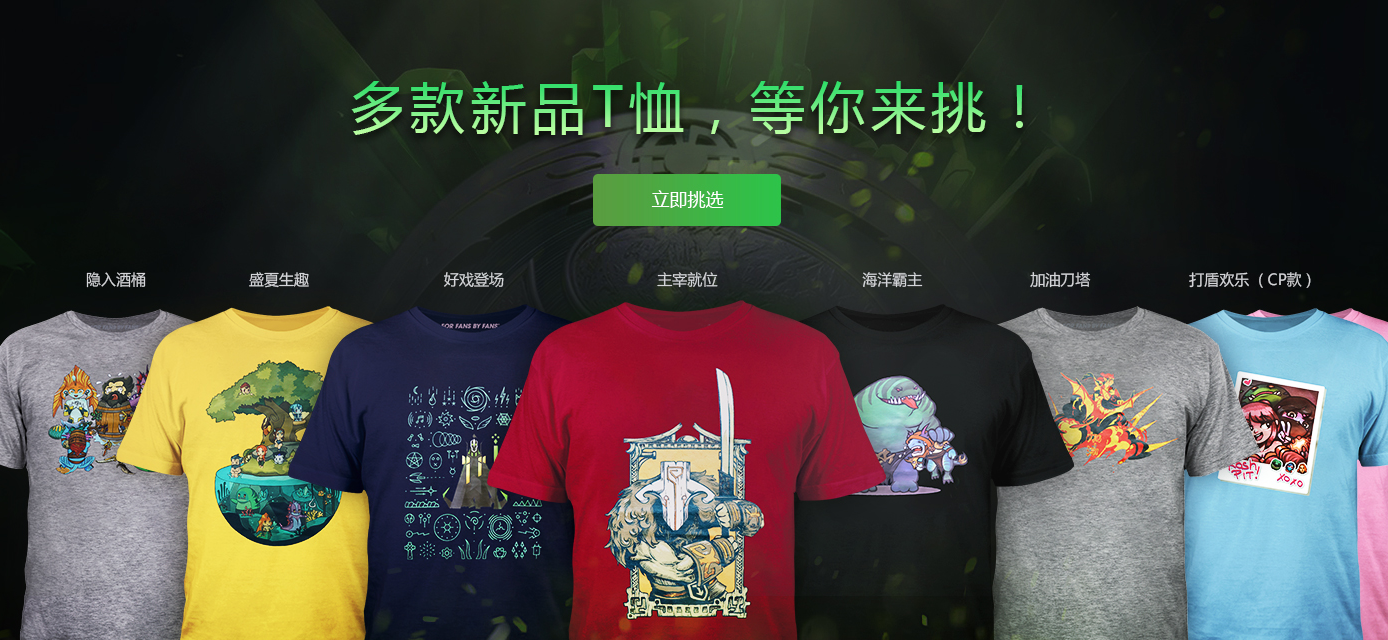 多款新品T恤，等你来挑！
立即挑选
隐入酒桶
盛夏生趣
好戏登场
主宰就位
海洋霸主
加油刀塔
打盾欢乐（CP款）
FOR FANS BY FANS
XOXO